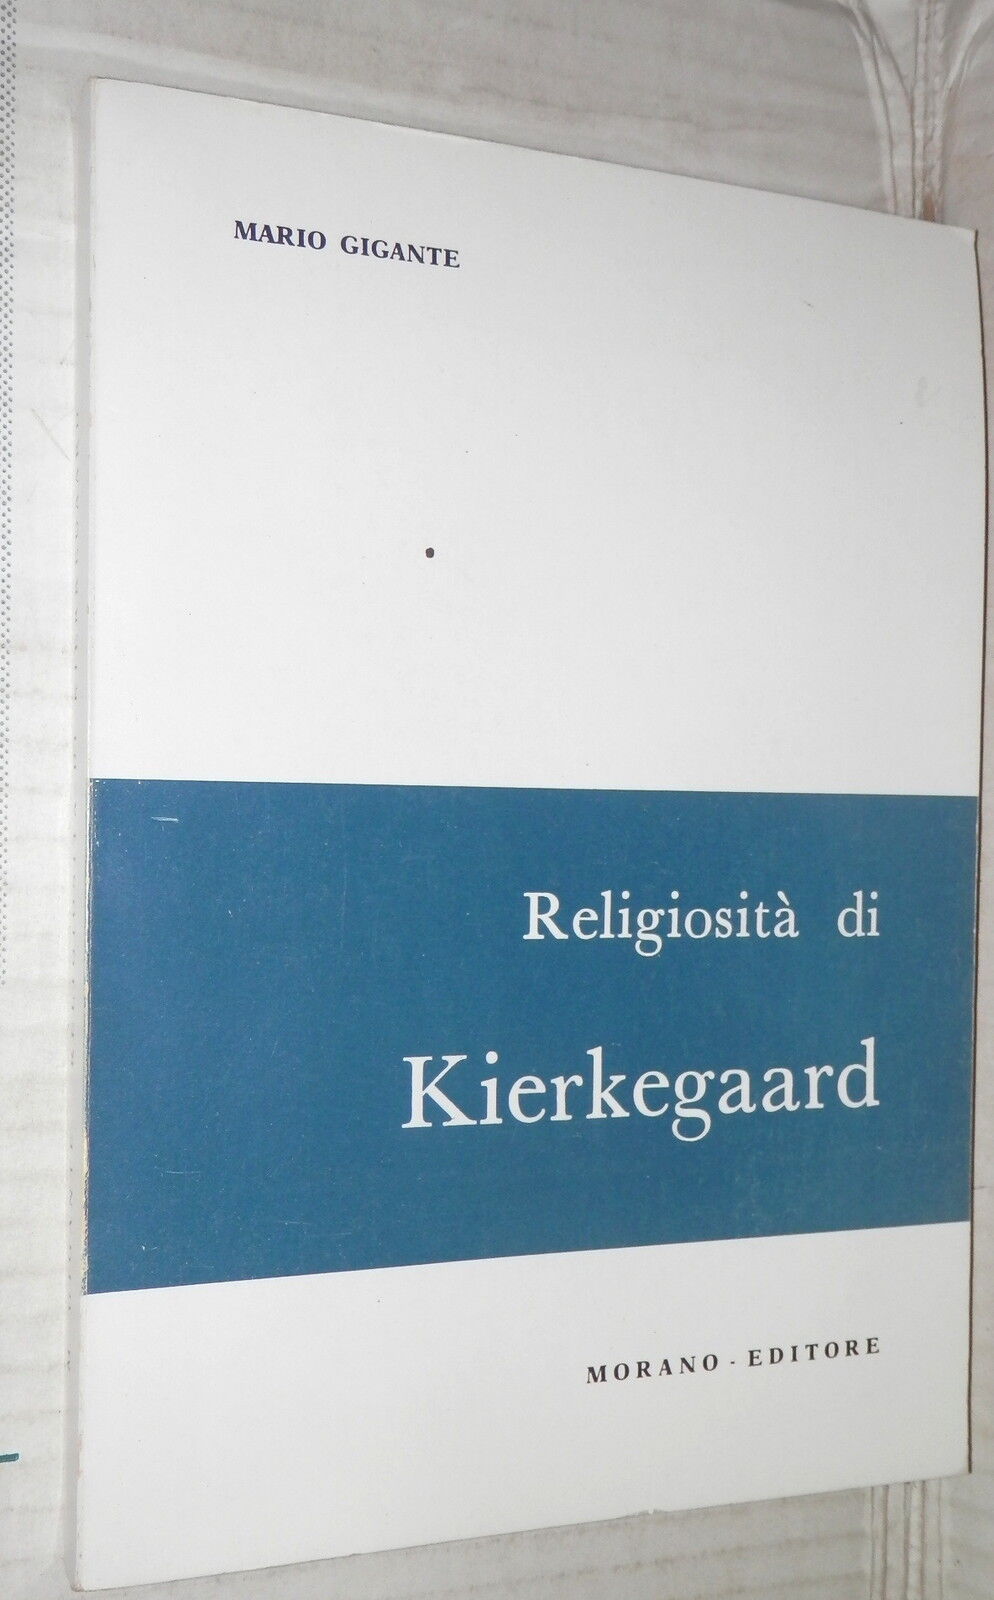 MARIO GIGANTE
Religiosità di
Kierkegaard
MORANO - EDITORE